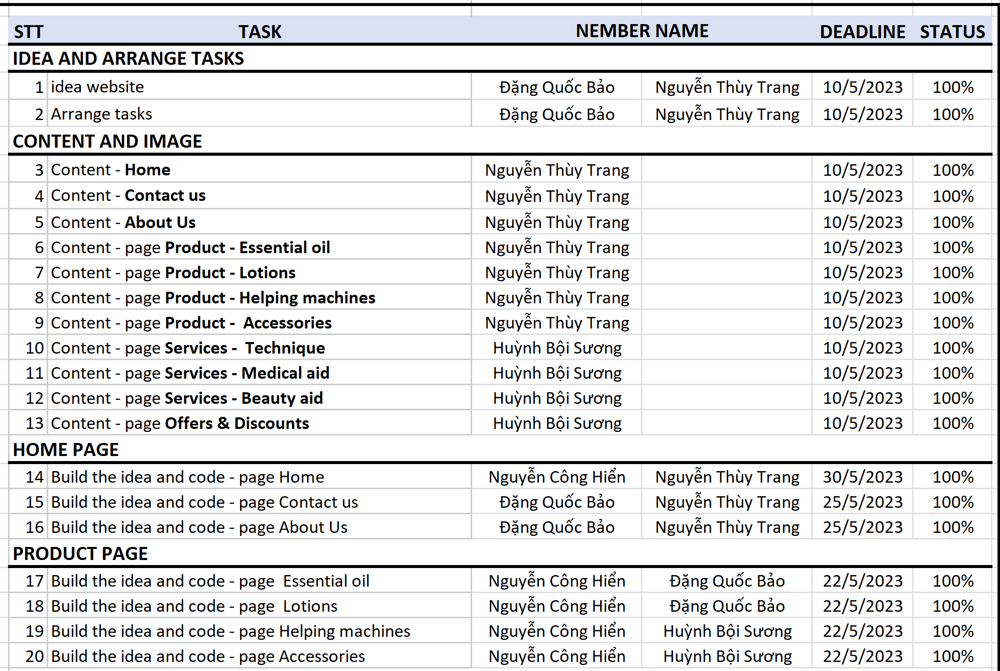 STT TASK NEMBER NAME DEADLINE STATUS
IDEA AND ARRANGE TASKS
1 idea website Đặng Quốc Bảo Nguyễn Thùy Trang 10/5/2023 100%
2 Arrange tasks Đặng Quốc Bảo Nguyễn Thùy Trang 10/5/2023 100%
CONTENT AND IMAGE
3 Content - Home Nguyễn Thùy Trang 10/5/2023 100%
4 Content - Contact us Nguyễn Thùy Trang 10/5/2023 100%
5 Content - About Us Nguyễn Thùy Trang 10/5/2023 100%
6 Content - page Product - Essential oil Nguyễn Thùy Trang 10/5/2023 100%
7 Content - page Product - Lotions Nguyễn Thùy Trang 10/5/2023 100%
8 Content - page Product - Helping machines Nguyễn Thùy Trang 10/5/2023 100%
9 Content - page Product - Accessories Nguyễn Thùy Trang 10/5/2023 100%
10 Content - page Services - Technique Huỳnh Bội Sương 10/5/2023 100%
11 Content - page Services - Medical aid Huỳnh Bội Sương 10/5/2023 100%
12 Content - page Services - Beauty aid Huỳnh Bội Sương 10/5/2023 100%
13 Content - page Offers & Discounts Huỳnh Bội Sương 10/5/2023 100%
HOME PAGE
14 Build the idea and code - page Home Nguyễn Công Hiển Nguyễn Thùy Trang 30/5/2023 100%
15 Build the idea and code - page Contact us Đặng Quốc Bảo Nguyễn Thùy Trang 25/5/2023 100%
16 Build the idea and code - page About Us Đặng Quốc Bảo Nguyễn Thùy Trang 25/5/2023 100%
PRODUCT PAGE
17 Build the idea and code - page Essential oil Nguyễn Công Hiển Đặng Quốc Bảo 22/5/2023 100%
18 Build the idea and code - page Lotions Nguyễn Công Hiển Đặng Quốc Bảo 22/5/2023 100%
19 Build the idea and code - page Helping machines Nguyễn Công Hiển Huỳnh Bội Sương 22/5/2023 100%
20 Build the idea and code - page Accessories Nguyễn Công Hiển Huỳnh Bội Sương 22/5/2023 100%